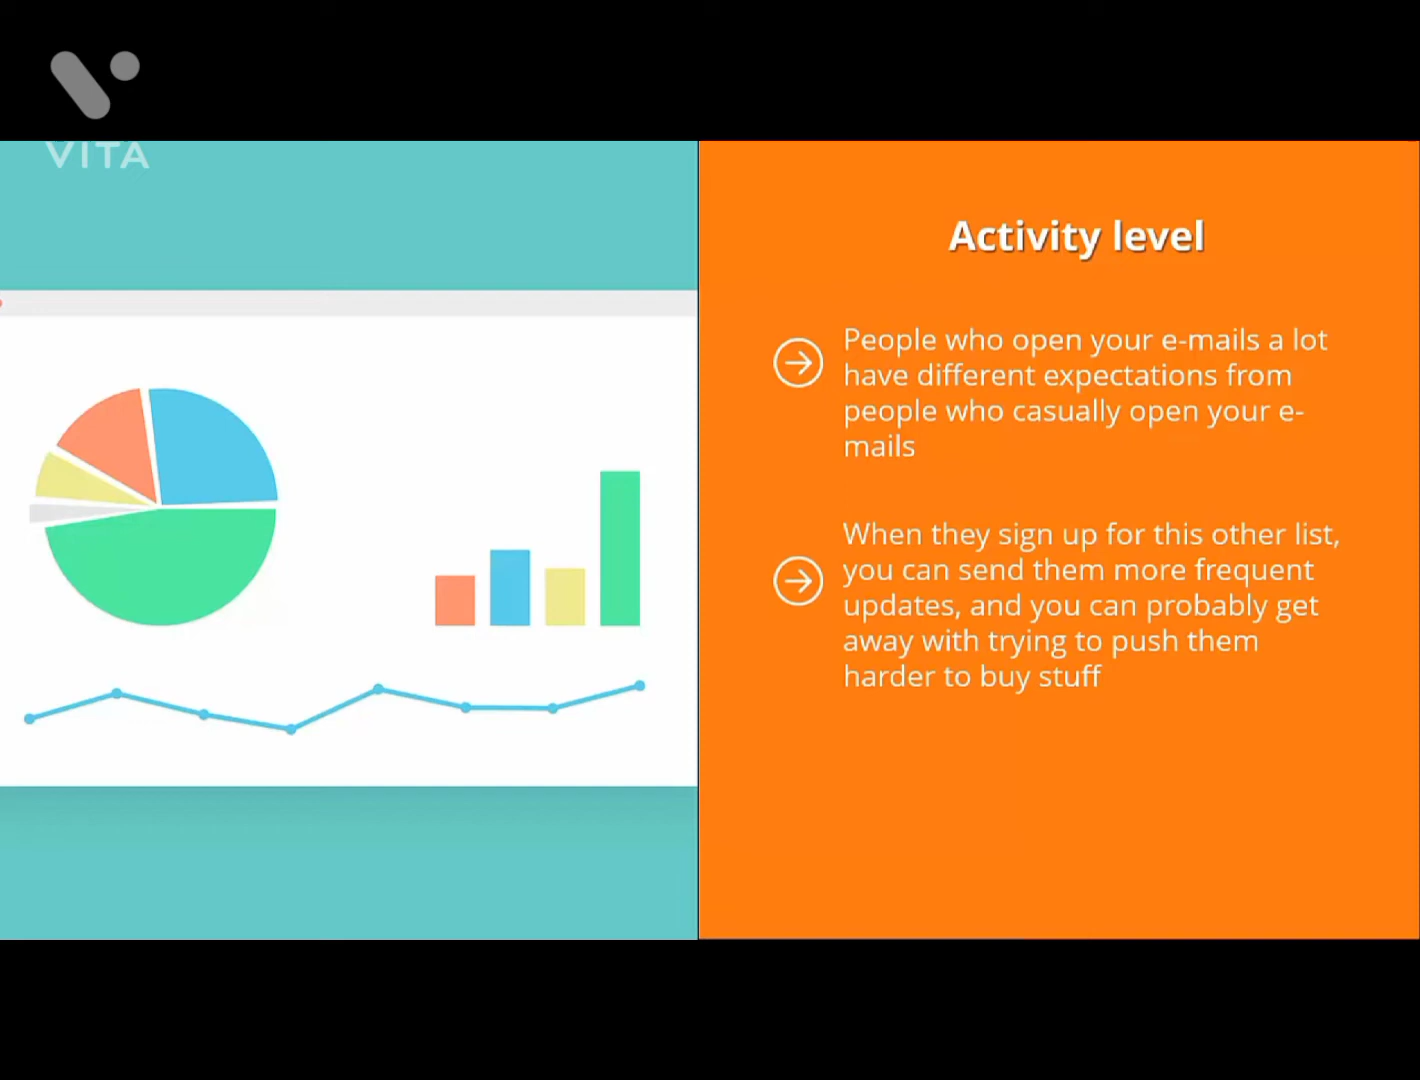 VITA
Activity level
People who open your e-mails a lot
have different expectations from
people who casually open your e-
mails
When they sign up for this other list,
you can send them more frequent
updates, and you can probably get
away with trying to push them
harder to buy stuff